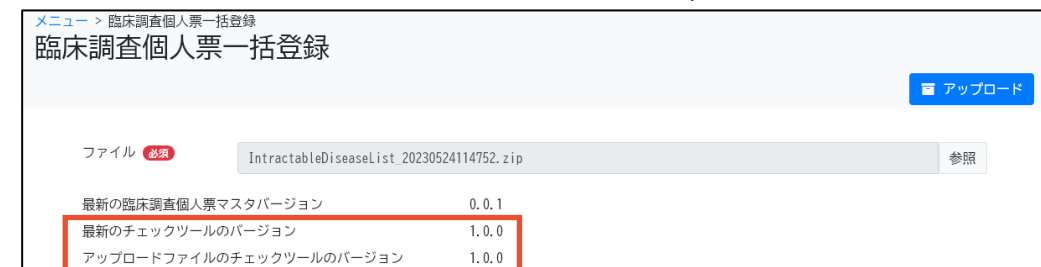 メニュー > 臨床調査個人票一括登録
臨床調査個人票一括登録
アップロード
ファイル 必須 IntractableDiseaseList_20230524114752.zip 参照
最新の臨床調査個人票マスタバージョン 0.0.1
最新のチェックツールのバージョン 1.0.0
アップロードファイルのチェックツールのバージョン 1.0.0